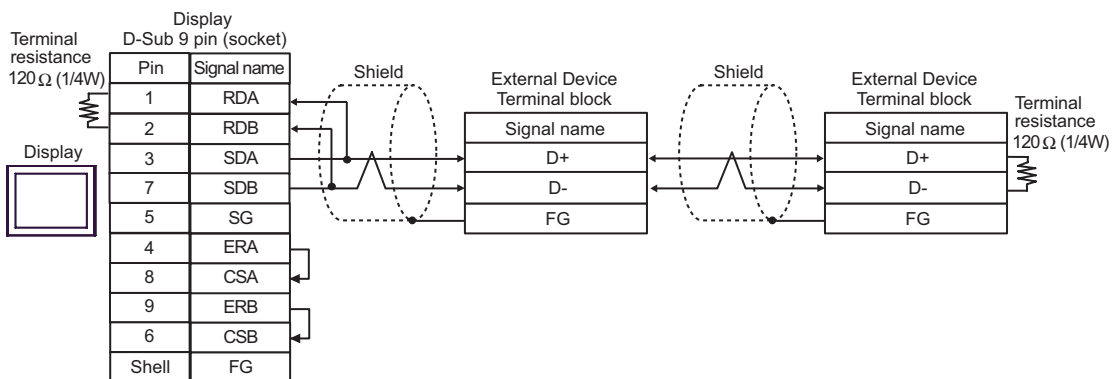 Display
D-Sub 9 pin (socket)
Terminal
resistance
120Ω (1/4W)
Pin Signal name
1 RDA
2 RDB
3 SDA
7 SDB
5 SG
4 ERA
8 CSA
9 ERB
6 CSB
Shell FG
Display
Shield
External Device
Terminal block
Signal name
D+
D-
FG
Shield
External Device
Terminal block
Signal name
D+
D-
FG
Terminal
resistance
120Ω (1/4W)